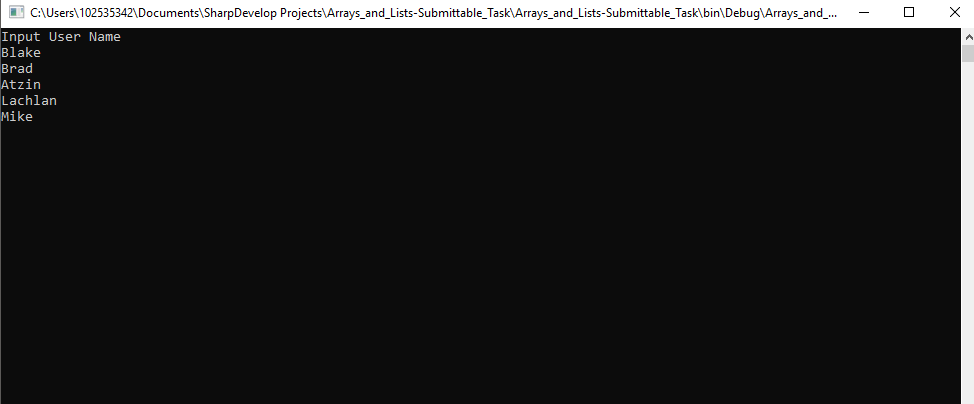 C:\Users\102535342\Documents\SharpDevelop Projects\Arrays_and_Lists-Submittable_Task\Arrays_and_Lists-Submittable_Task\bin\Debug\Arrays_and_...
Input User Name
Blake
Brad
Atzin
Lachlan
Mike